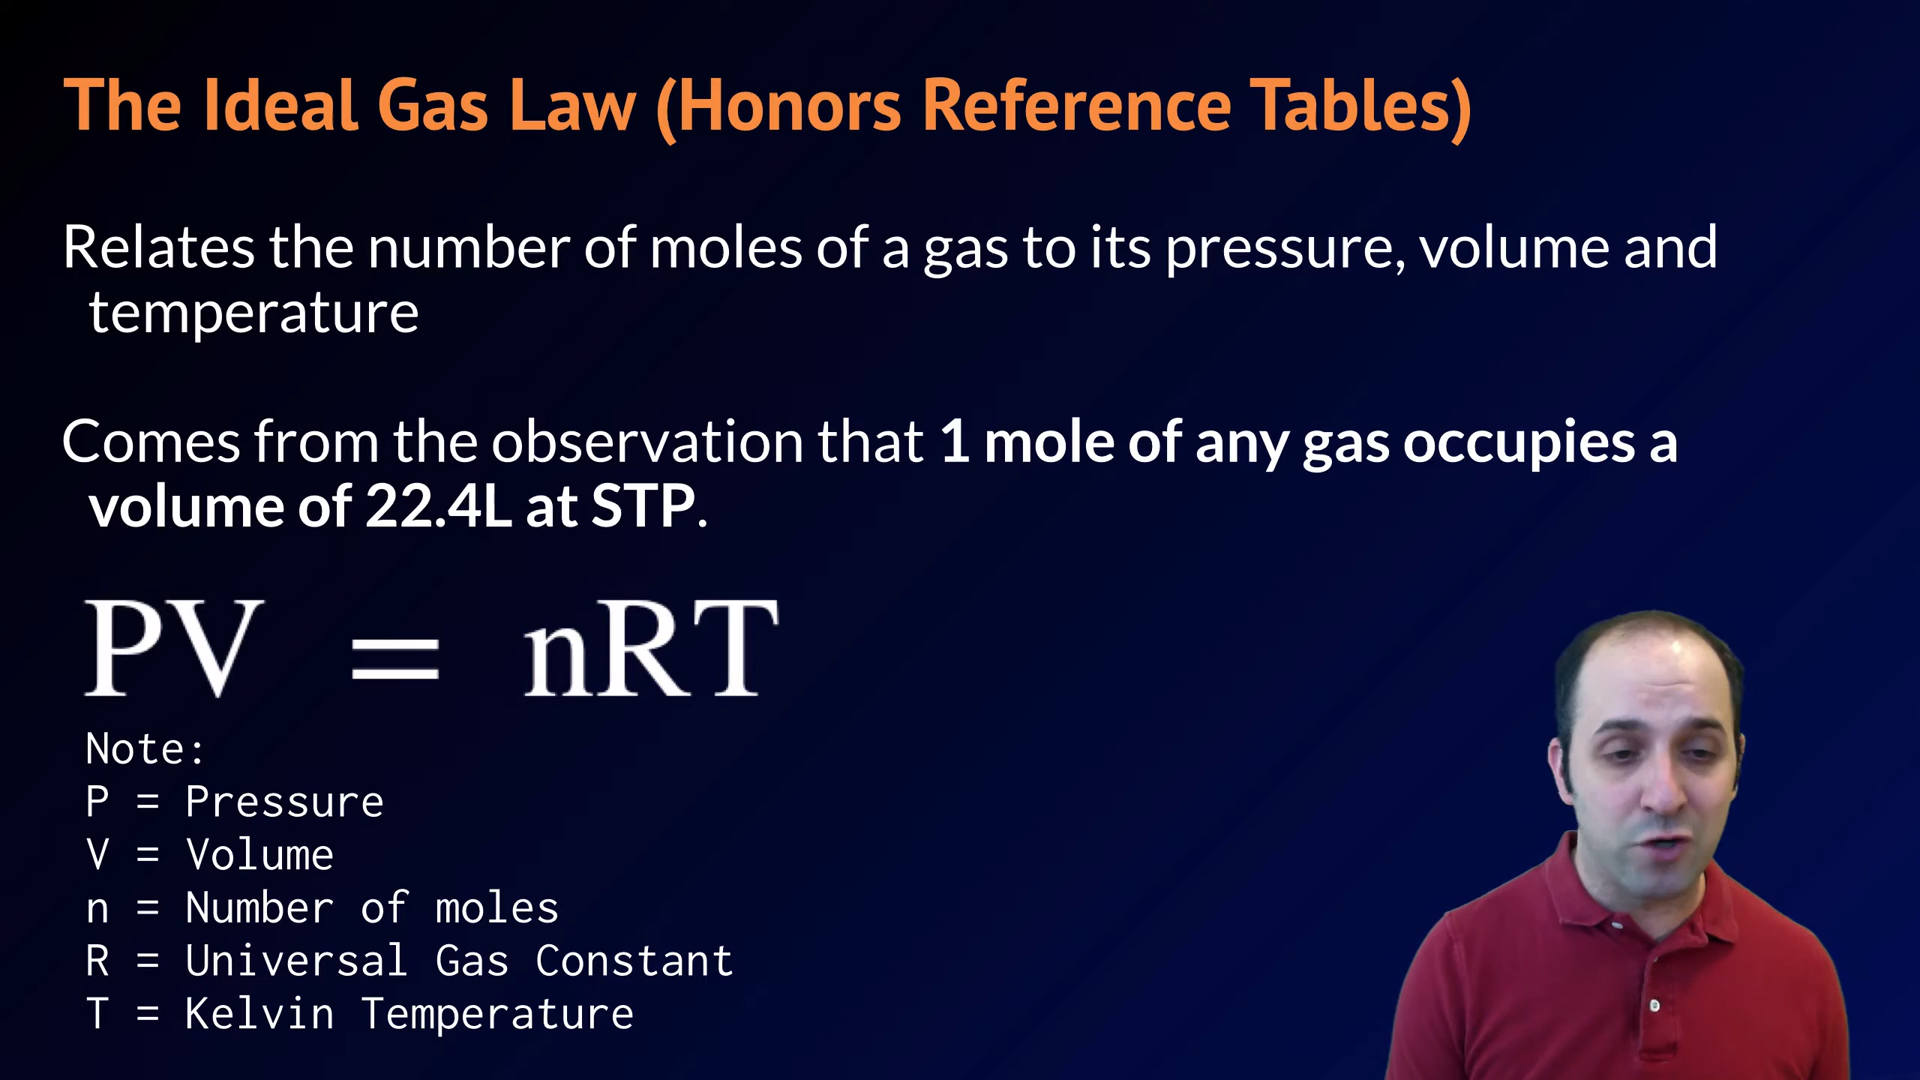 The Ideal Gas Law (Honors Reference Tables)
Relates the number of moles of a gas to its pressure, volume and
temperature
Comes from the observation that 1 mole of any gas occupies a
volume of 22.4L at STP.
PV = nRT
Note:
P = Pressure
V = Volume
n = Number of moles
R = Universal Gas Constant
T = Kelvin Temperature